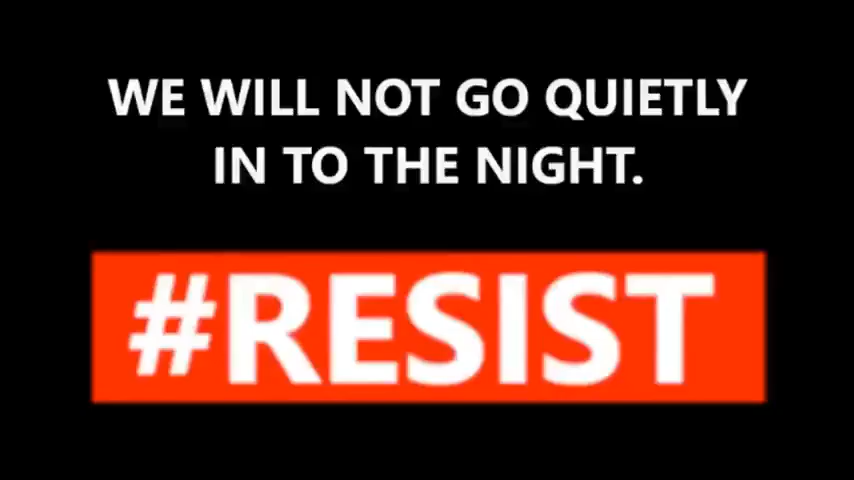 WE WILL NOT GO QUIETLY
IN TO THE NIGHT.
#RESIST